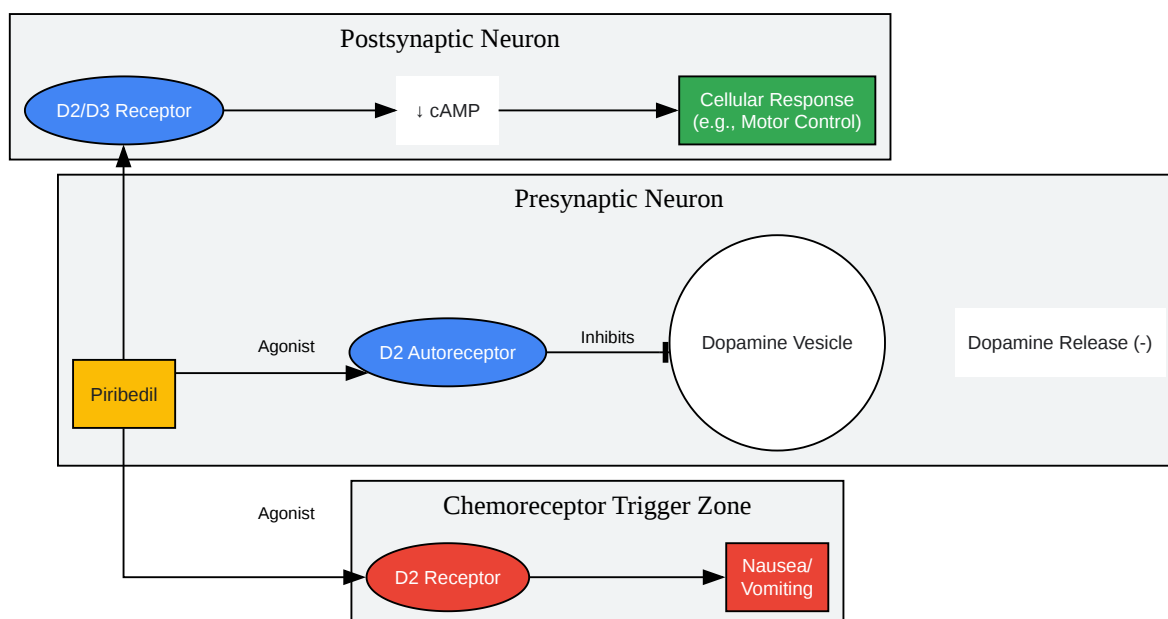 Postsynaptic Neuron
D2/D3 Receptor
↓ cAMP
Cellular Response
(e.g., Motor Control)
Presynaptic Neuron
Piribedil
Agonist
D2 Autoreceptor
Inhibits
Dopamine Vesicle
Dopamine Release (-)
Agonist
Chemoreceptor Trigger Zone
D2 Receptor
Nausea/
Vomiting